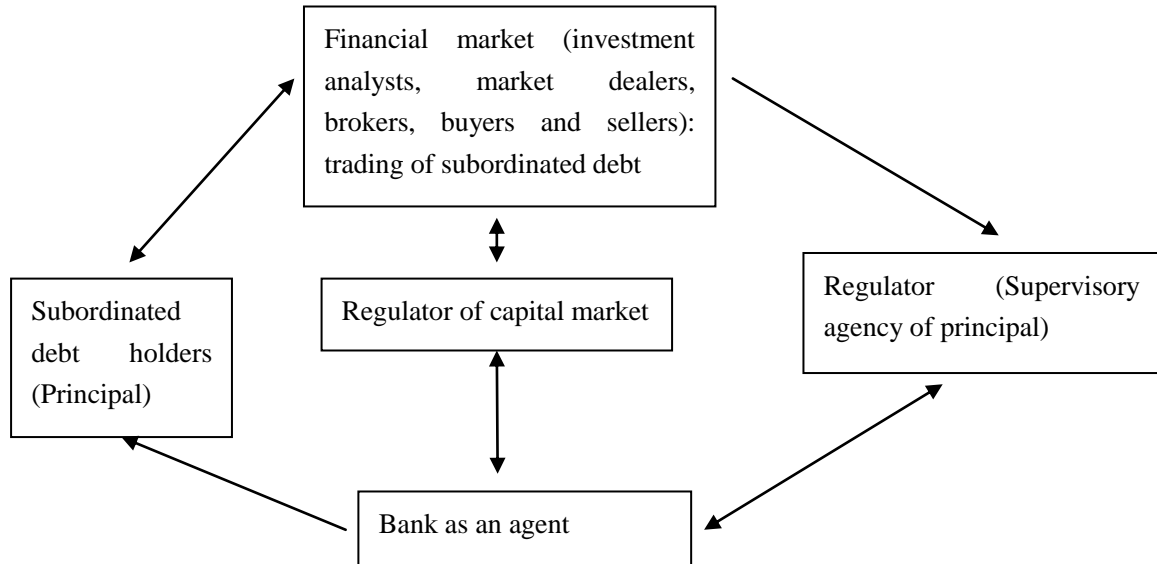 Financial market (investment
analysts, market dealers,
brokers, buyers and sellers):
trading of subordinated debt
Subordinated
debt holders
(Principal)
Regulator of capital market
Regulator (Supervisory
agency of principal)
Bank as an agent